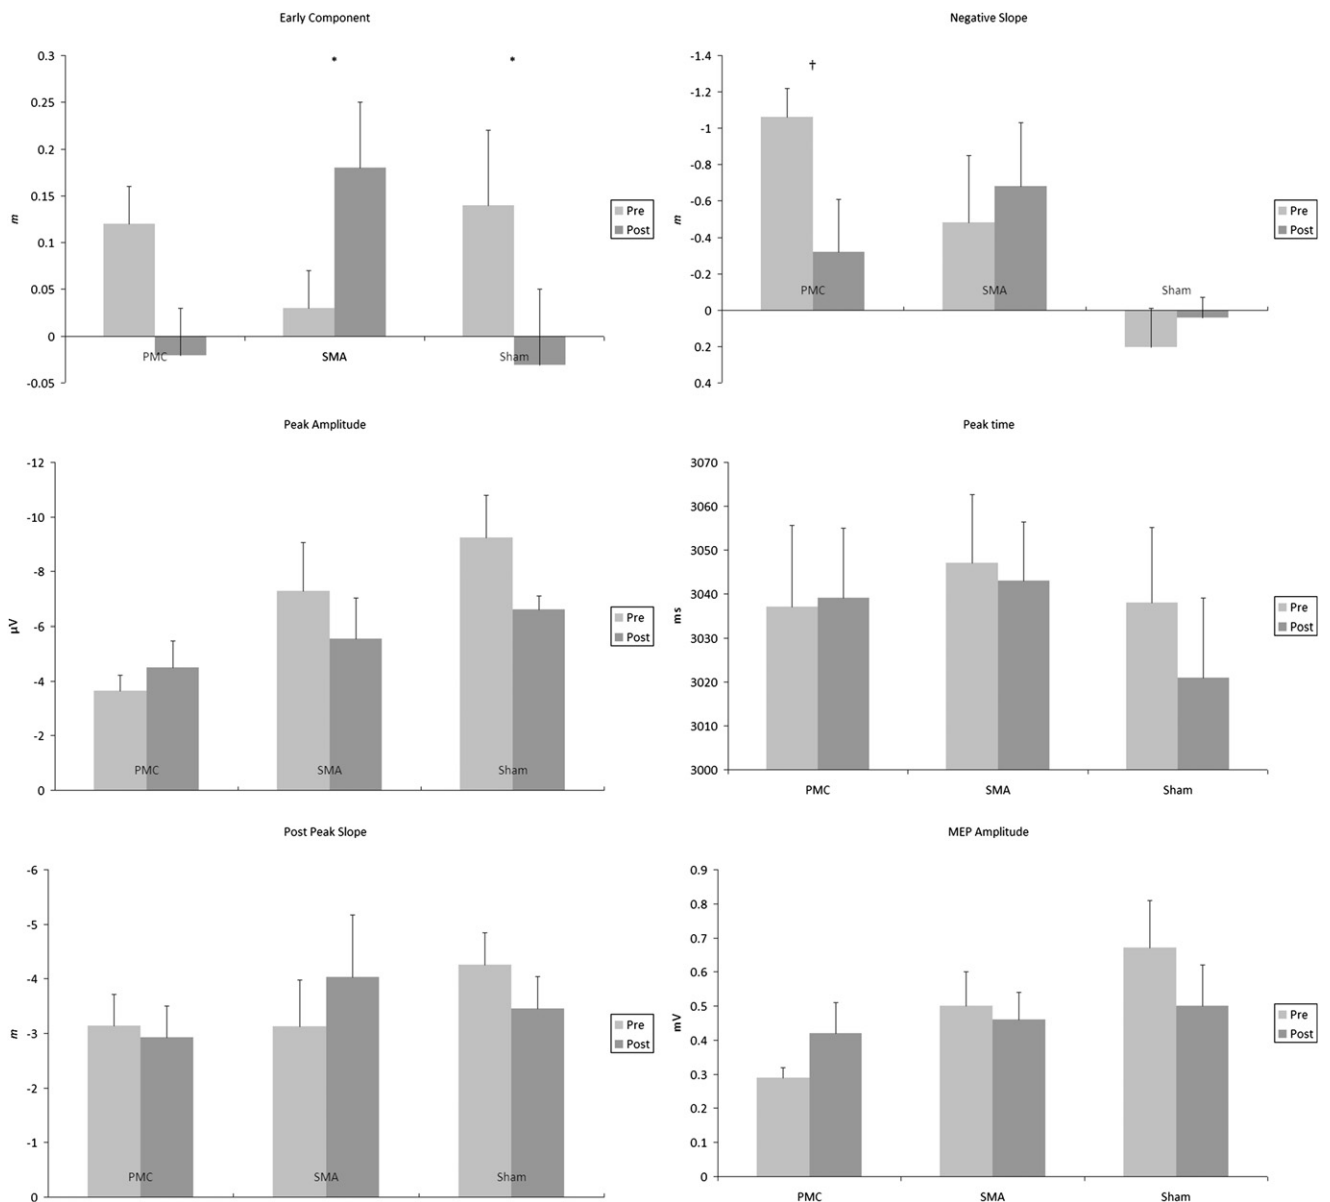 Early Component
0.3
0.25
0.2
0.15
0.1
0.05
0
-0.05
m
* *
PMC SMA Sham
Pre
Post
Negative Slope
-1.4
-1.2
-1
-0.8
-0.6
-0.4
-0.2
0
0.2
0.4
m
†
PMC SMA Sham
Pre
Post
Peak Amplitude
-12
-10
-8
-6
-4
-2
0
µV
PMC SMA Sham
Pre
Post
Peak time
3070
3060
3050
3040
3030
3020
3010
3000
ms
PMC SMA Sham
Pre
Post
Post Peak Slope
-6
-5
-4
-3
-2
-1
0
m
PMC SMA Sham
Pre
Post
MEP Amplitude
0.9
0.8
0.7
0.6
0.5
0.4
0.3
0.2
0.1
0
mV
PMC SMA Sham
Pre
Post